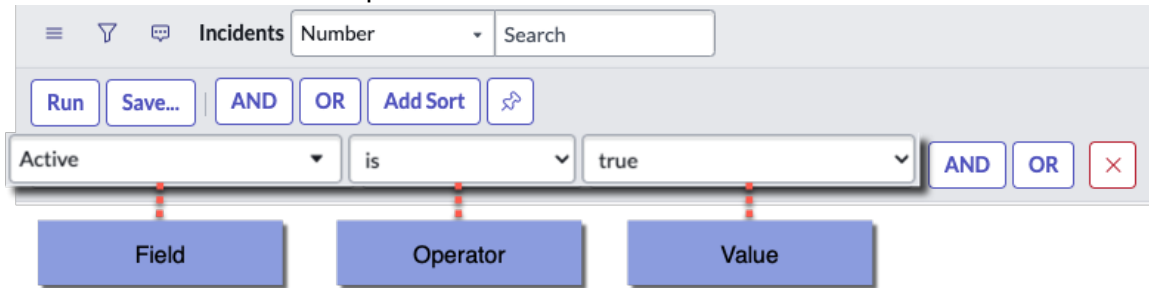 Incidents Number Search
Run Save... AND OR Add Sort
Active is true AND OR
Field Operator Value